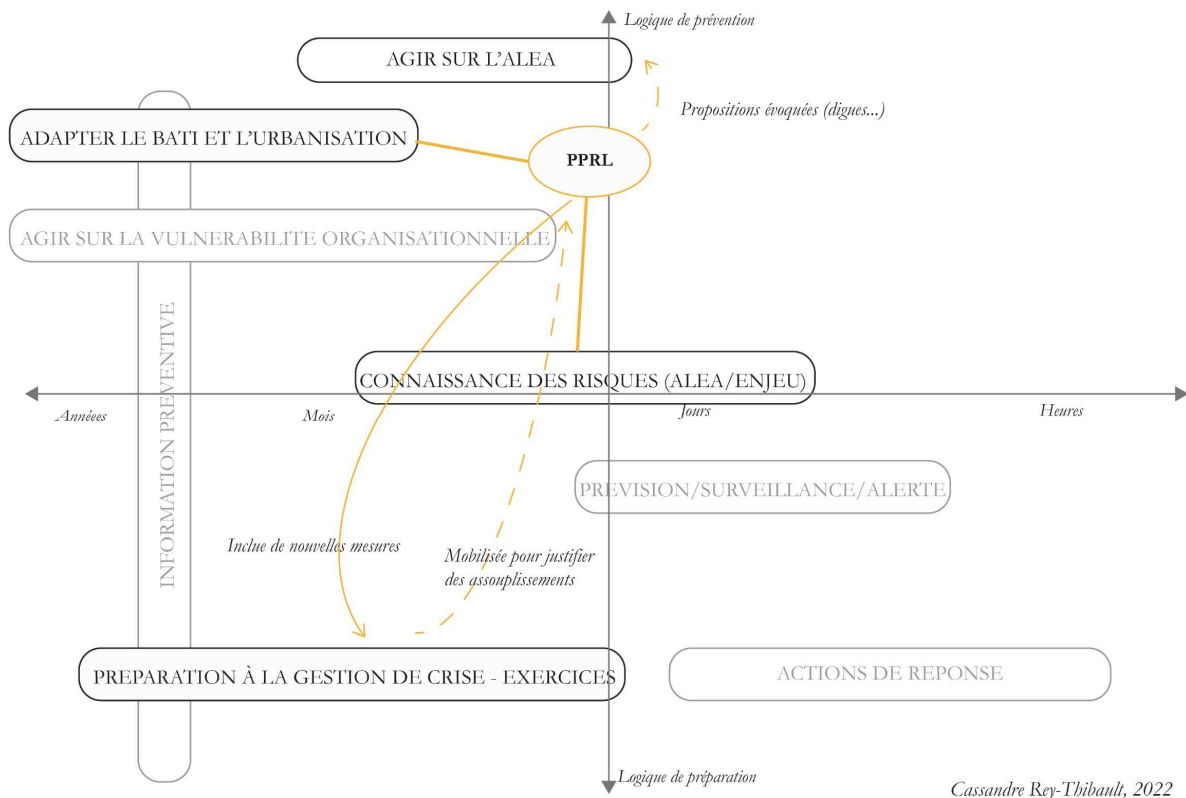 Logique de prévention
AGIR SUR L'ALEA
Propositions évoquées (digues...)
ADAPTER LE BATI ET L'URBANISATION
PPRL
AGIR SUR LA VULNERABILITE ORGANISATIONNELLE
INFORMATION PREVENTIVE
CONNAISSANCE DES RISQUES (ALEA/ENJEU)
Annéees
Mois
Jours
Heures
PREVISION/SURVEILLANCE/ALERTE
Inclue de nouvelles mesures
Mobilisée pour justifier
des assouplissements
PREPARATION À LA GESTION DE CRISE - EXERCICES
ACTIONS DE REPONSE
Logique de préparation
Cassandre Rey-Thibault, 2022